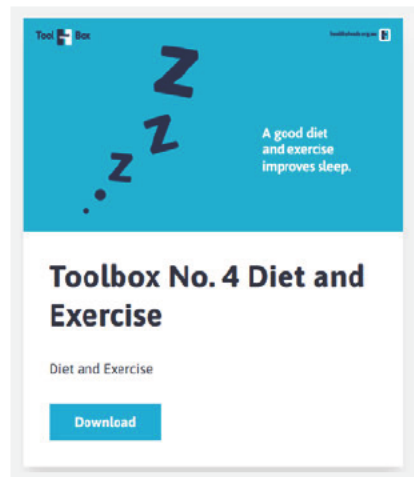 Tool Box
z
z
z
A good diet
and exercise
improves sleep.
Toolbox No. 4 Diet and
Exercise
Diet and Exercise
Download